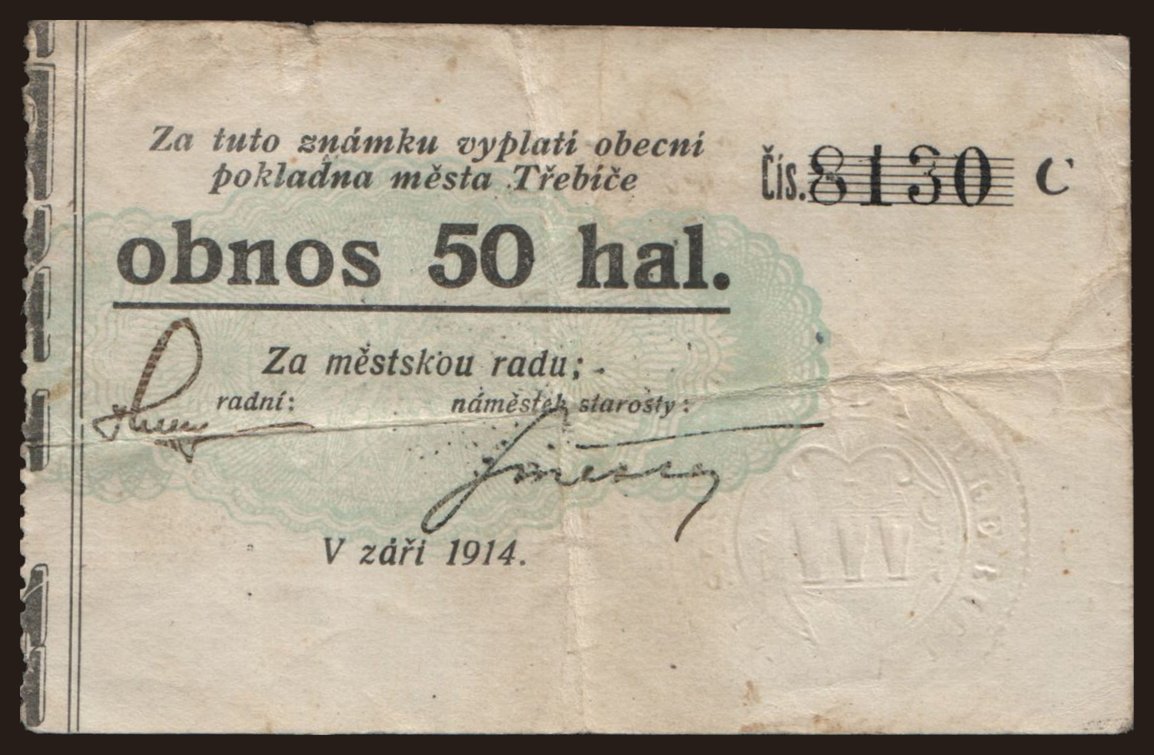 Za tuto známku vyplatí obecní
pokladna města Třebíče
Čís. 8130 C
obnos 50 hal.
Za městskou radu;
radní: náměstek starosty:
V září 1914.